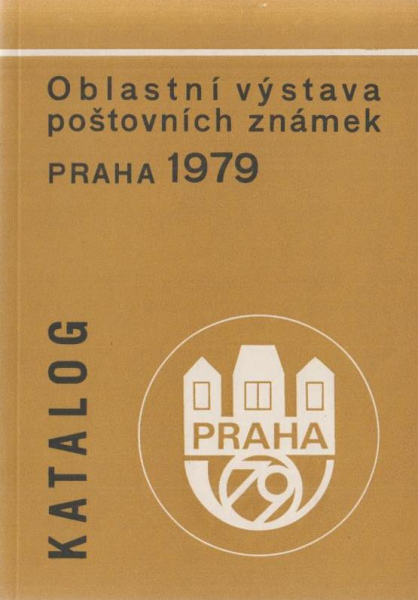 Oblastní výstava
poštovních známek
PRAHA 1979
KATALOG
PRAHA
79